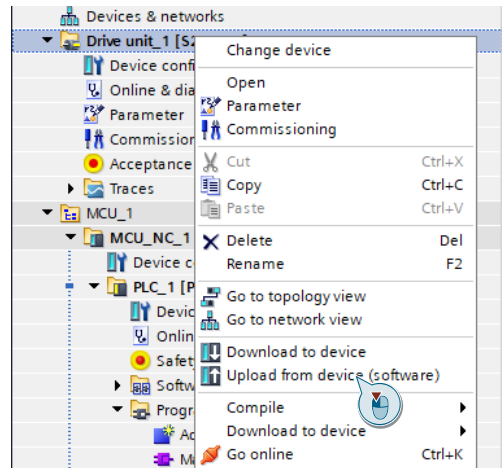 Devices & networks
Drive unit_1 [S2
Device confi
Online & dia
Parameter
Commission
Acceptance
Traces
MCU_1
MCU_NC_1
Device c
PLC_1 [P
Devic
Onlin
Safet
Softw
Progr
Ac
M
Change device
Open
Parameter
Commissioning
Cut Ctrl+X
Copy Ctrl+C
Paste Ctrl+V
Delete Del
Rename F2
Go to topology view
Go to network view
Download to device
Upload from device (software)
Compile
Download to device
Go online Ctrl+K